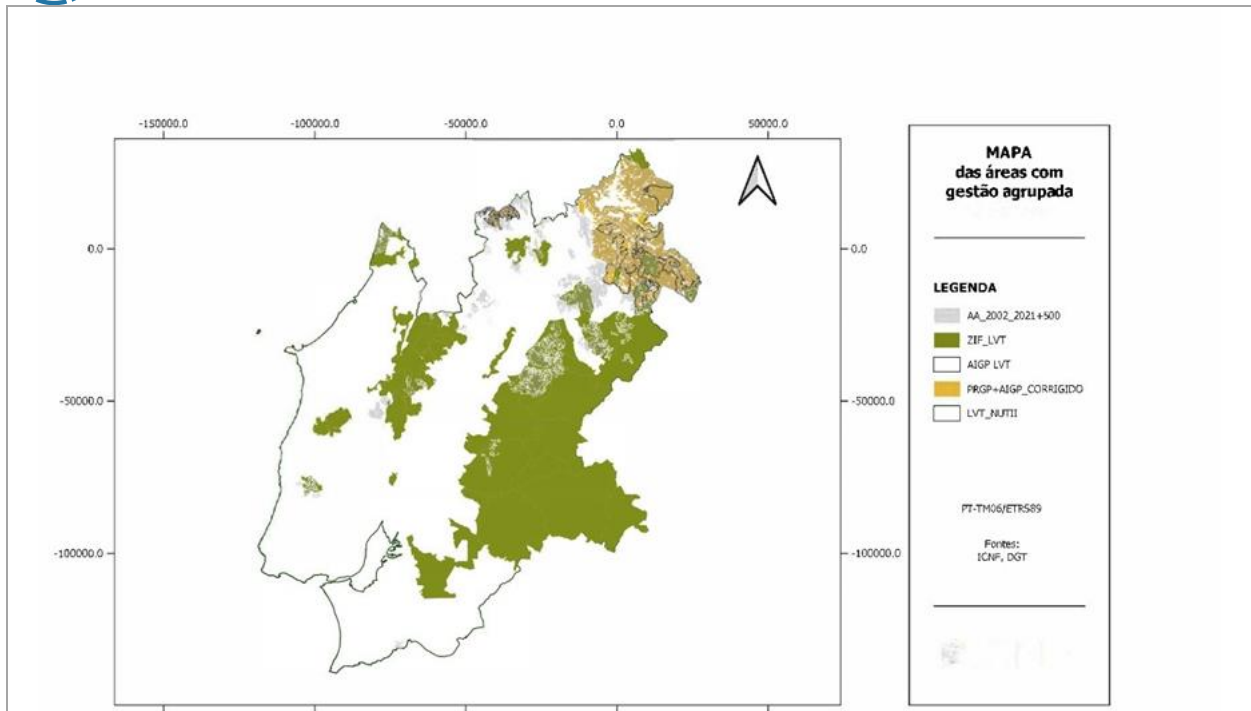 -150000.0 -100000.0 -50000.0 0.0 50000.0
0.0 0.0
-50000.0 -50000.0
-100000.0 -100000.0
MAPA
das áreas com
gestão agrupada
LEGENDA
AA_2002_2021+500
ZIF_LVT
AIGP LVT
PRGP+AIGP_CORRIGIDO
LVT_NUTII
PT-TM06/ETRS89
Fontes:
ICNF, DGT